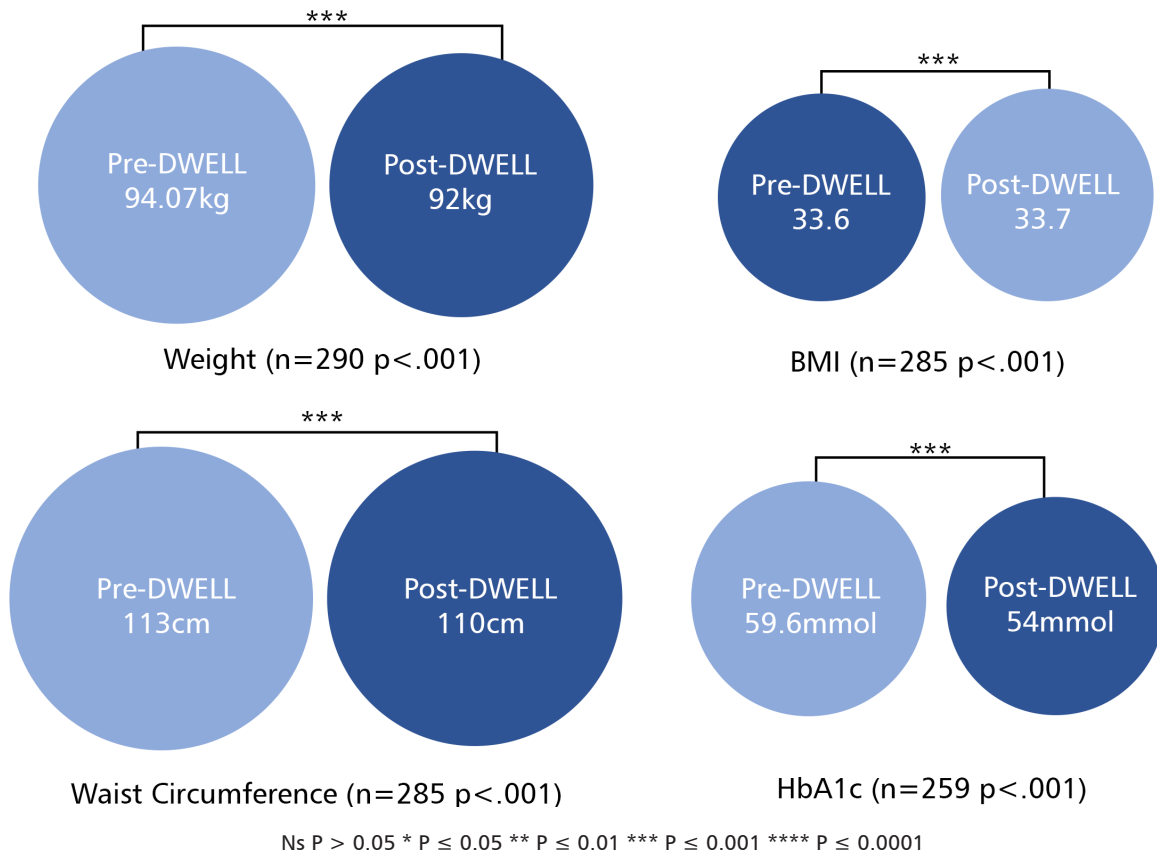 ***
Pre-DWELL
94.07kg
Post-DWELL
92kg
Weight (n=290 p<.001)
***
Pre-DWELL
33.6
Post-DWELL
33.7
BMI (n=285 p<.001)
***
Pre-DWELL
113cm
Post-DWELL
110cm
Waist Circumference (n=285 p<.001)
***
Pre-DWELL
59.6mmol
Post-DWELL
54mmol
HbA1c (n=259 p<.001)
Ns P > 0.05 * P ≤ 0.05 ** P ≤ 0.01 *** P ≤ 0.001 **** P ≤ 0.0001